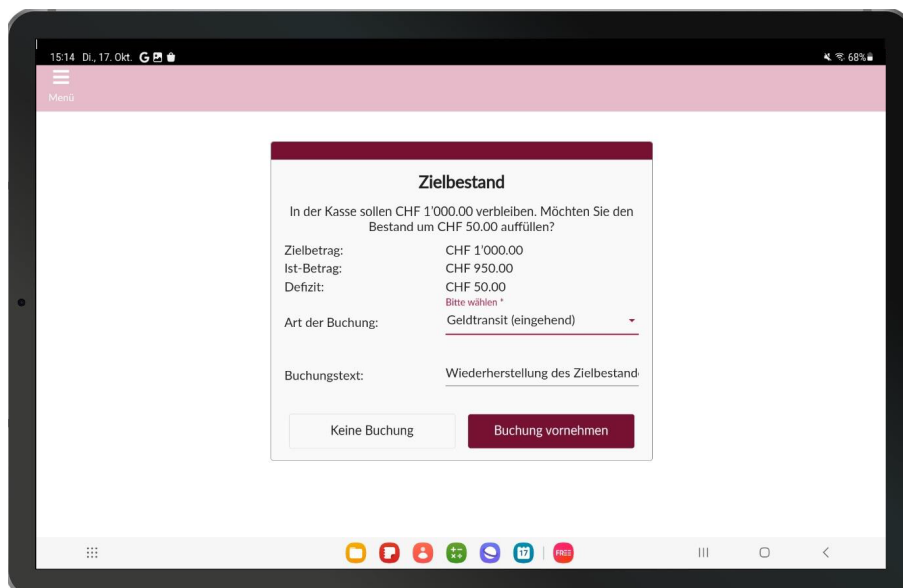 15:14 Di., 17. Okt. G
68%
Menü
Zielbestand
In der Kasse sollen CHF 1'000.00 verbleiben. Möchten Sie den
Bestand um CHF 50.00 auffüllen?
Zielbetrag: CHF 1'000.00
Ist-Betrag: CHF 950.00
Defizit: CHF 50.00
Bitte wählen *
Art der Buchung: Geldtransit (eingehend)
Buchungstext: Wiederherstellung des Zielbestand
Keine Buchung Buchung vornehmen
17
FREE